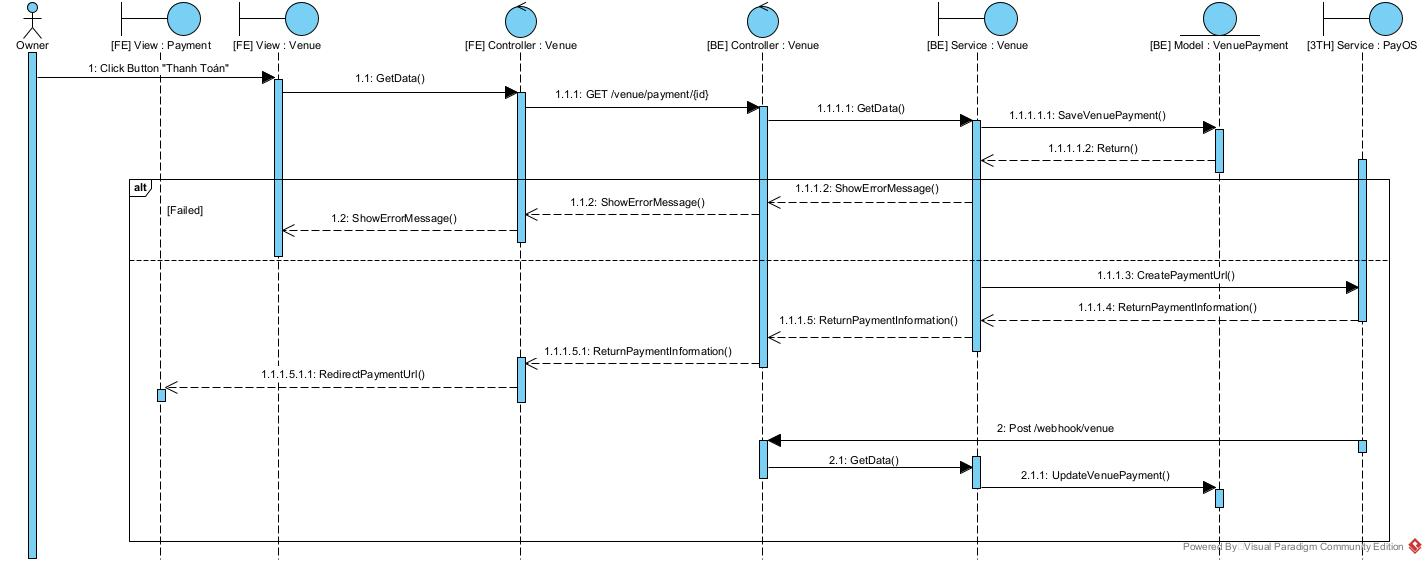 Owner
[FE] View : Payment
[FE] View : Venue
[FE] Controller : Venue
[BE] Controller : Venue
[BE] Service : Venue
[BE] Model : VenuePayment
[3TH] Service : PayOS
1: Click Button "Thanh Toán"
1.1: GetData()
1.1.1: GET /venue/payment/{id}
1.1.1.1: GetData()
1.1.1.1.1: SaveVenuePayment()
1.1.1.1.2: Return()
alt
[Failed]
1.1.1.2: ShowErrorMessage()
1.1.2: ShowErrorMessage()
1.2: ShowErrorMessage()
1.1.1.3: CreatePaymentUrl()
1.1.1.4: ReturnPaymentInformation()
1.1.1.5: ReturnPaymentInformation()
1.1.1.5.1: ReturnPaymentInformation()
1.1.1.5.1.1: RedirectPaymentUrl()
2: Post /webhook/venue
2.1: GetData()
2.1.1: UpdateVenuePayment()
Powered By Visual Paradigm Community Edition